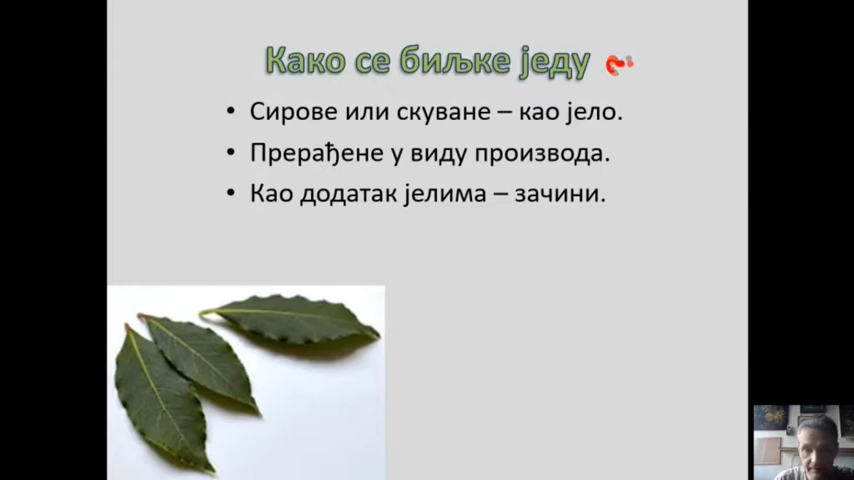 Како се биљке једу ?
• Сирове или скуване – као јело.
• Прерађене у виду производа.
• Као додатак јелима – зачини.